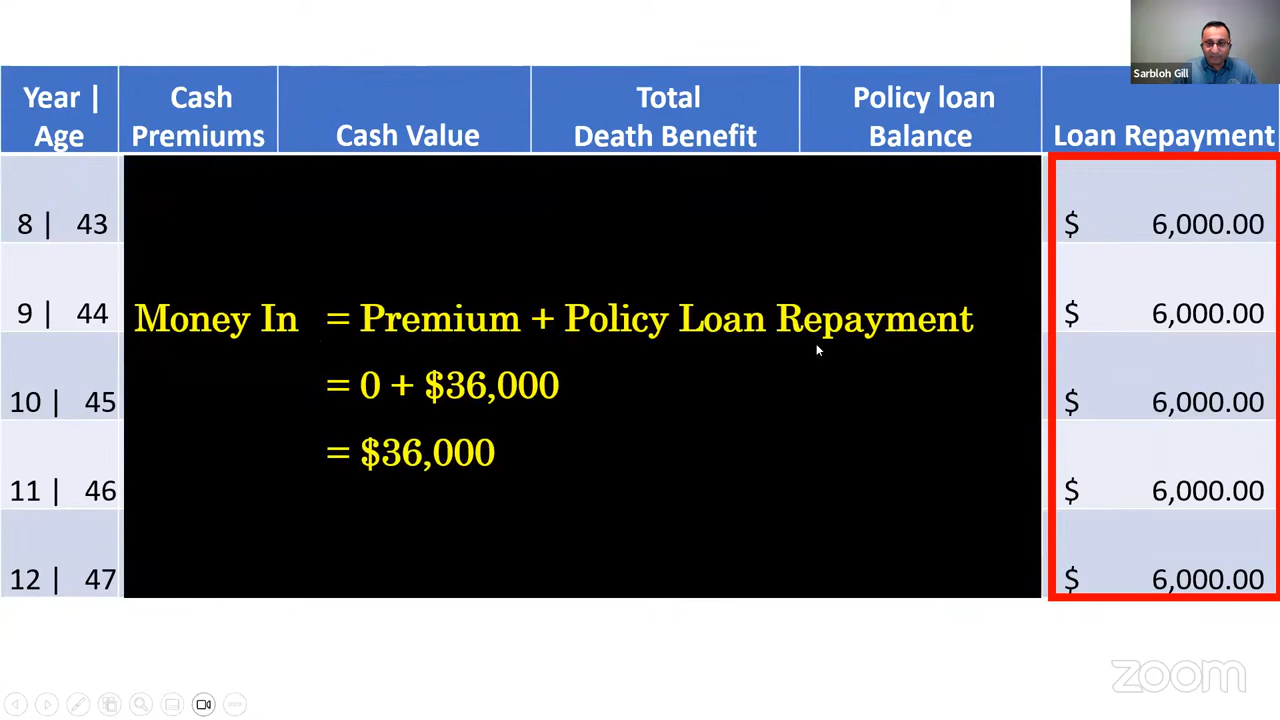 Sarbloh Gill
Year | Age
Cash Premiums
Cash Value
Total Death Benefit
Policy loan Balance
Loan Repayment
8 | 43 $ 6,000.00
9 | 44 $ 6,000.00
10 | 45 $ 6,000.00
11 | 46 $ 6,000.00
12 | 47 $ 6,000.00
Money In = Premium + Policy Loan Repayment
= 0 + $36,000
= $36,000
zoom